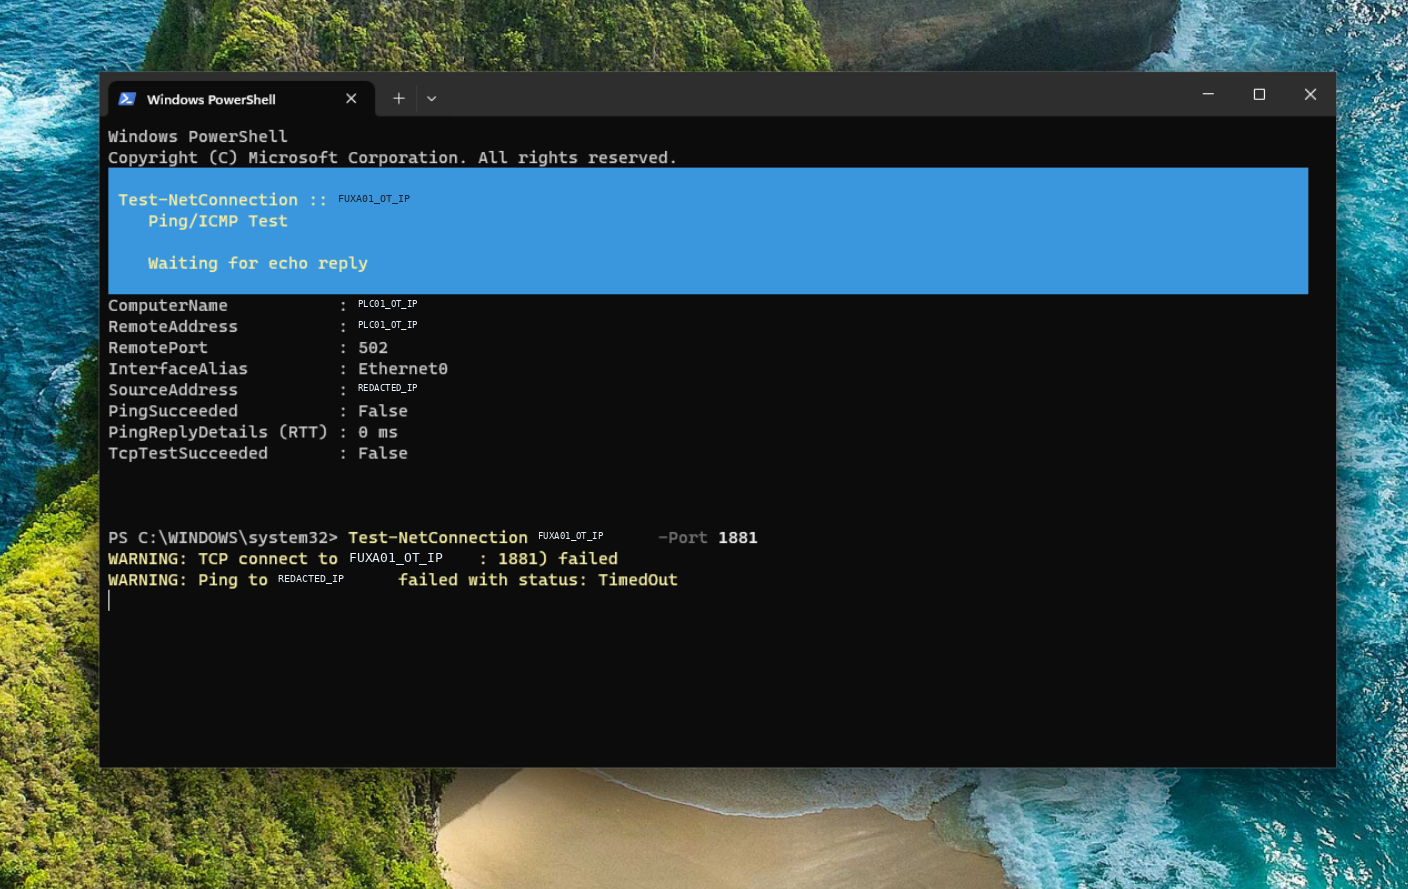 Windows PowerShell
Windows PowerShell
Copyright (C) Microsoft Corporation. All rights reserved.
Test-NetConnection :: FUXA01_OT_IP
Ping/ICMP Test
Waiting for echo reply
ComputerName : PLC01_OT_IP
RemoteAddress : PLC01_OT_IP
RemotePort : 502
InterfaceAlias : Ethernet0
SourceAddress : REDACTED_IP
PingSucceeded : False
PingReplyDetails (RTT) : 0 ms
TcpTestSucceeded : False
PS C:\WINDOWS\system32> Test-NetConnection FUXA01_OT_IP -Port 1881
WARNING: TCP connect to FUXA01_OT_IP : 1881) failed
WARNING: Ping to REDACTED_IP failed with status: TimedOut